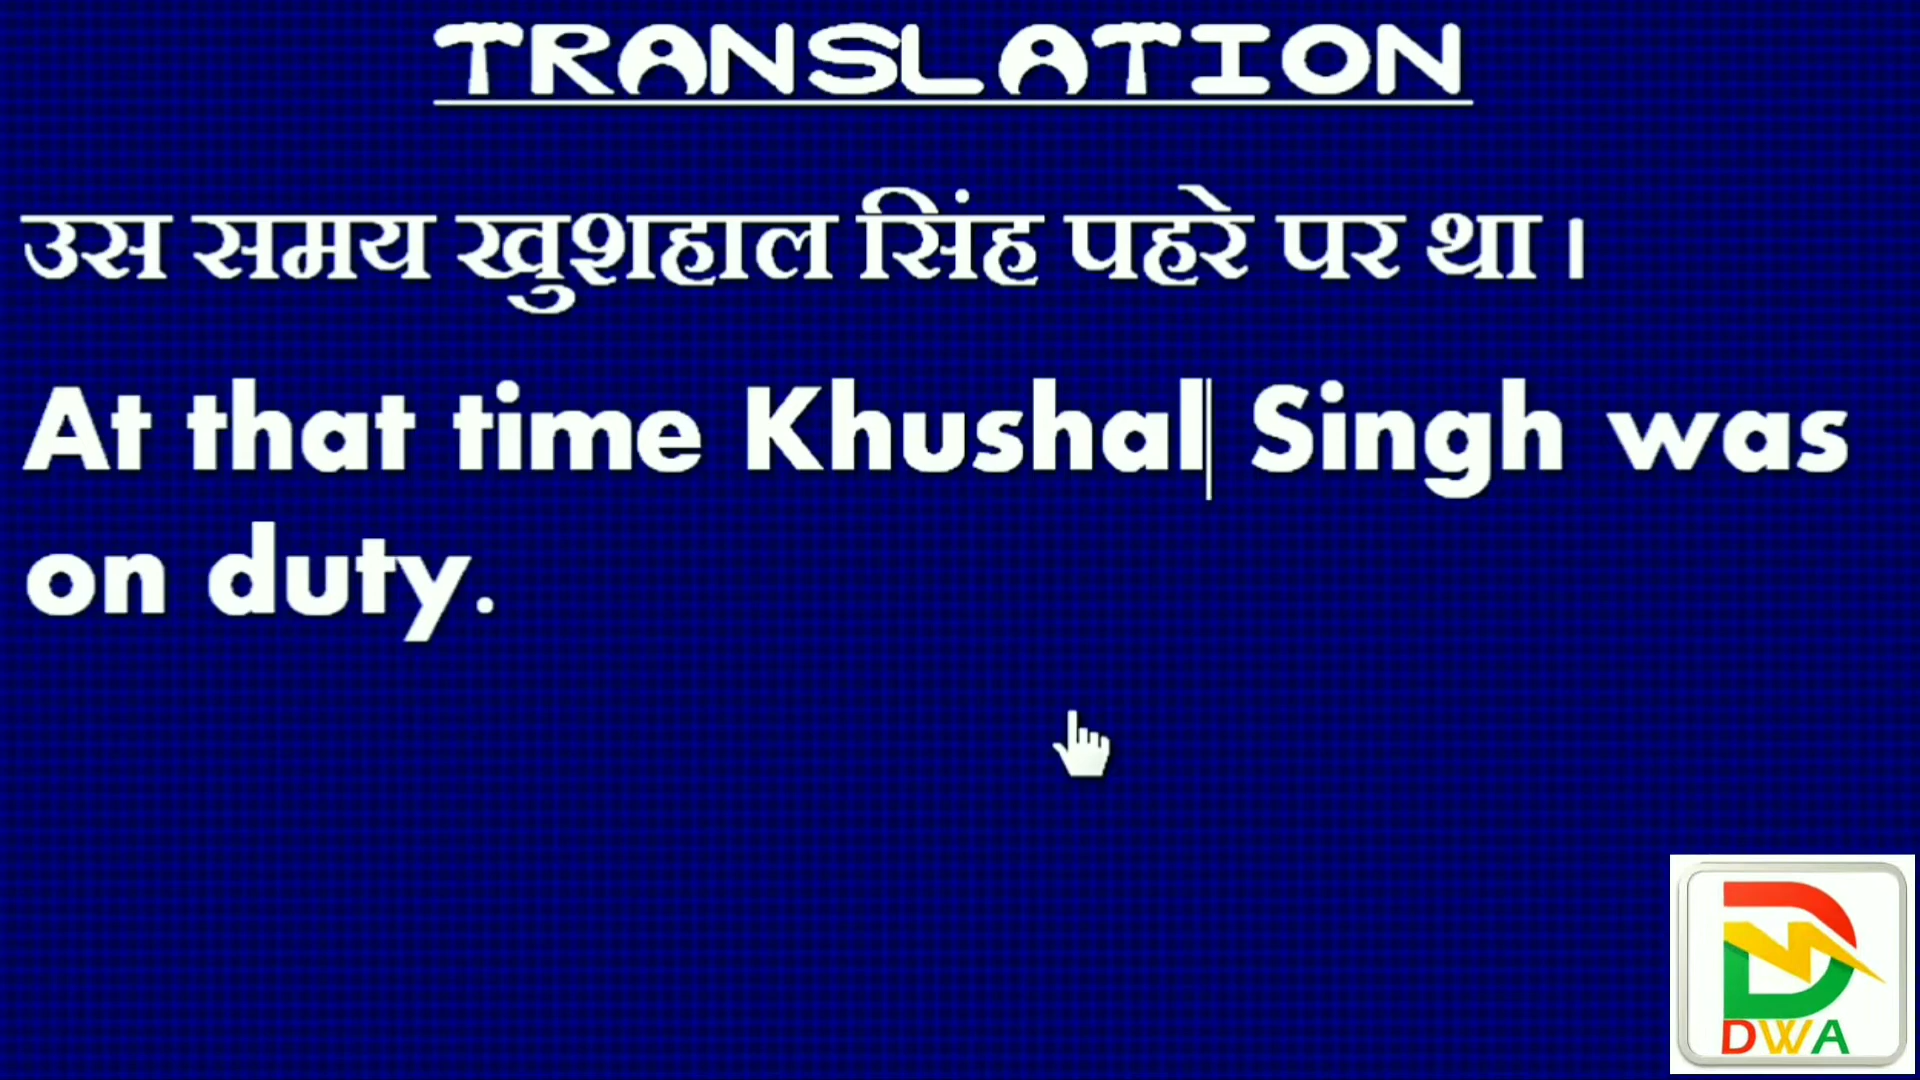 TRANSLATION
उस समय खुशहाल सिंह पहरे पर था ।
At that time Khushal Singh was
on duty.
DWA